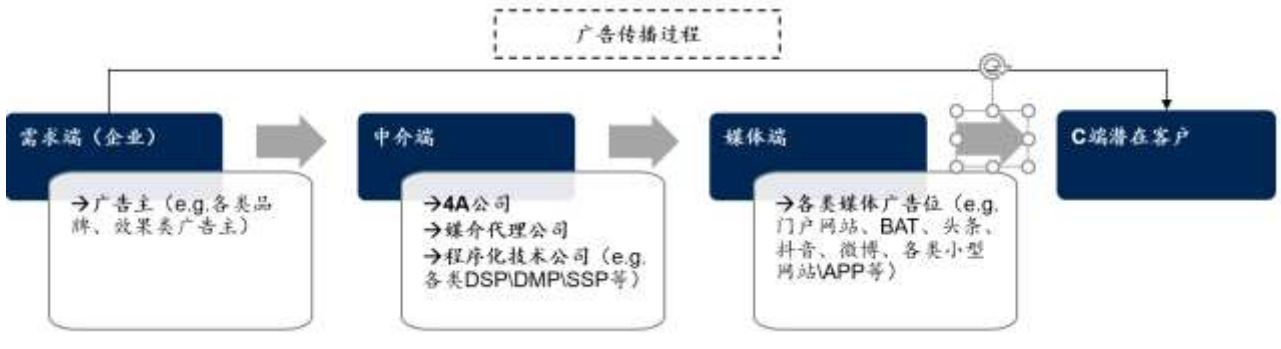 广告传播过程
需求端（企业）
→广告主（e.g.各类品
牌、效果类广告主）
中介端
→4A公司
→媒介代理公司
→程序化技术公司（e.g.
各类DSP\DMP\SSP等）
媒体端
→各类媒体广告位（e.g.
门户网站、BAT、头条、
抖音、微博、各类小型
网站\APP等）
C端潜在客户